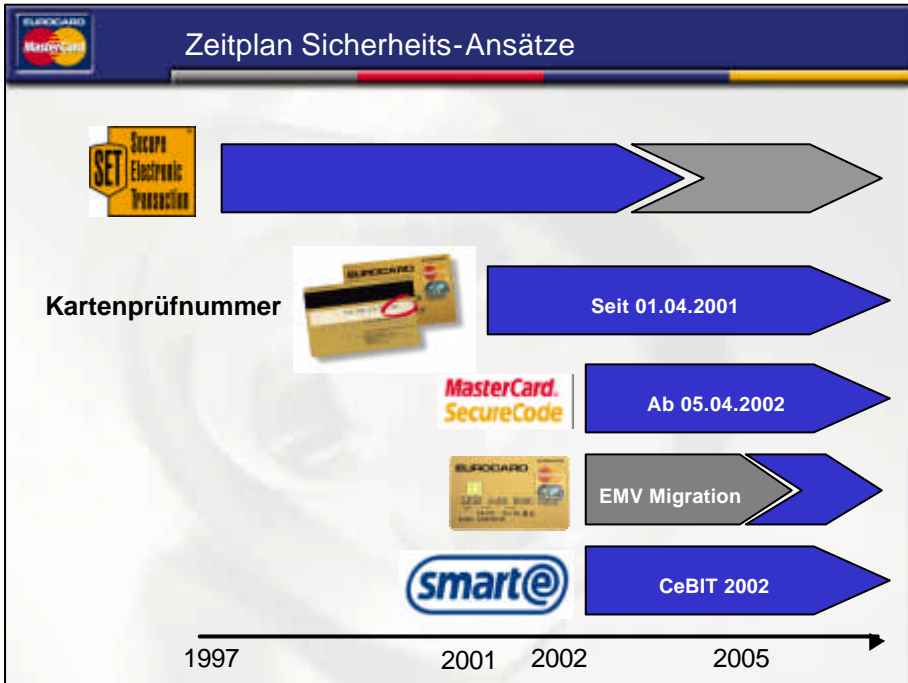 EUROCARD
MasterCard
Zeitplan Sicherheits-Ansätze
SET
Secure
Electronic
Transaction
Kartenprüfnummer
EUROCARD
Seit 01.04.2001
MasterCard.
SecureCode
Ab 05.04.2002
EUROCARD
EMV Migration
smart@
CeBIT 2002
1997
2001
2002
2005